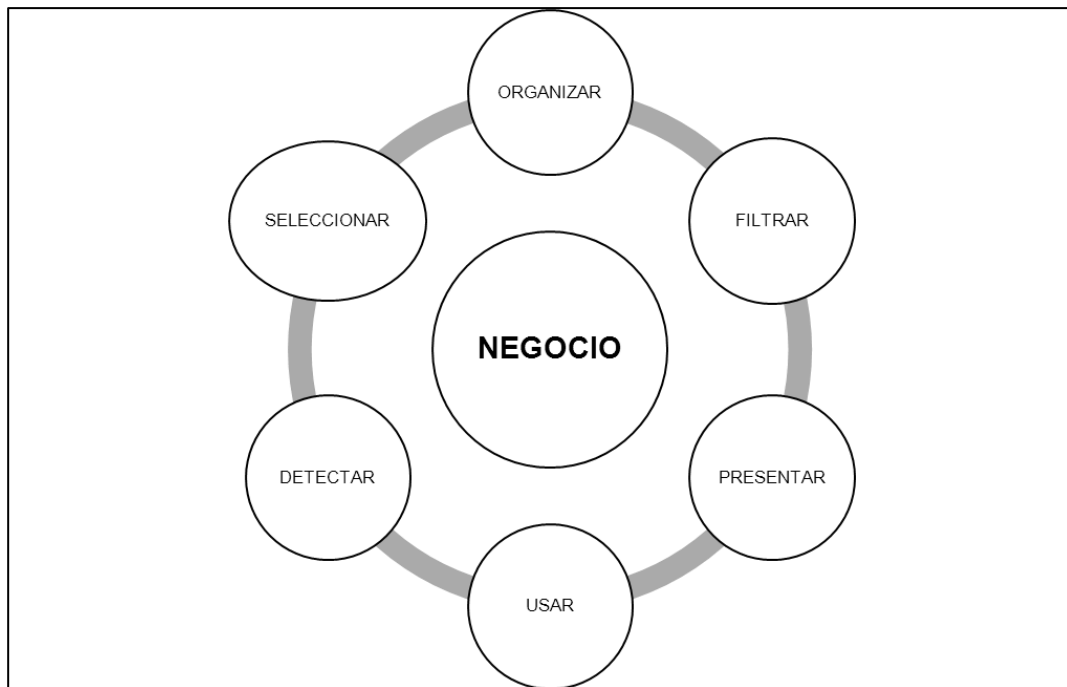 ORGANIZAR
SELECCIONAR
FILTRAR
NEGOCIO
DETECTAR
PRESENTAR
USAR